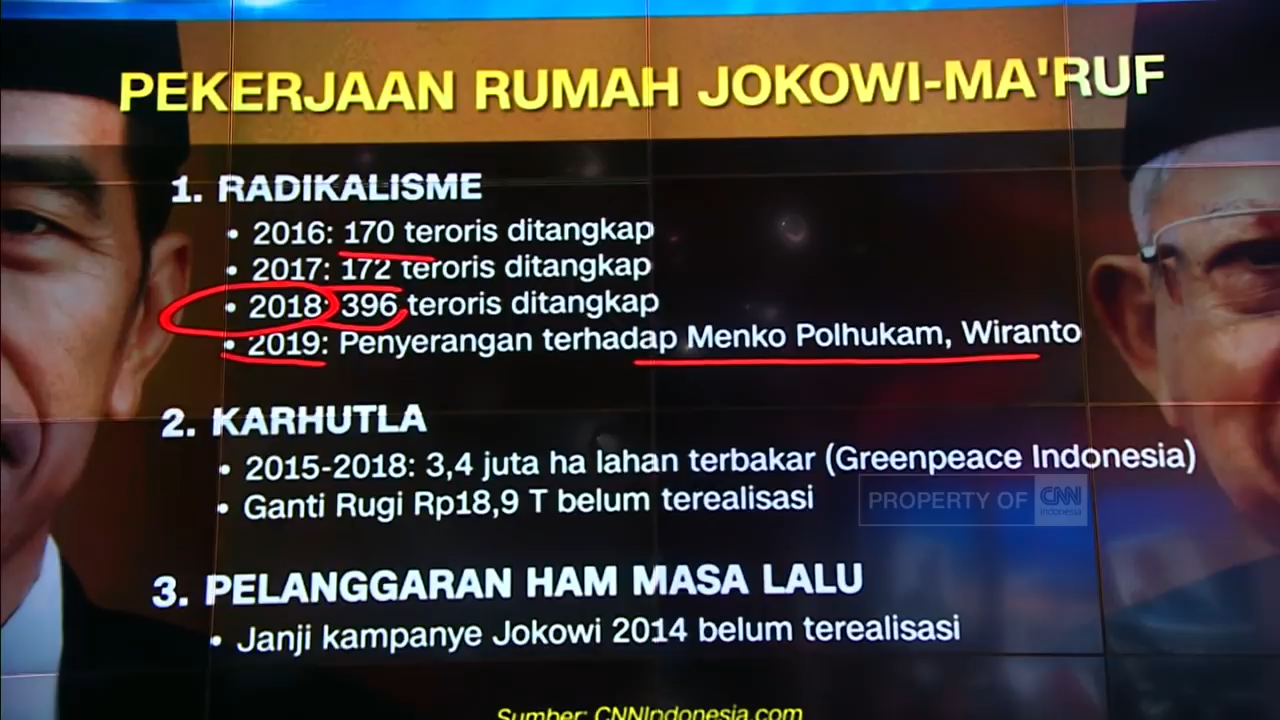 PEKERJAAN RUMAH JOKOWI-MA'RUF
1. RADIKALISME
• 2016: 170 teroris ditangkap
• 2017: 172 teroris ditangkap
• 2018: 396 teroris ditangkap
• 2019: Penyerangan terhadap Menko Polhukam, Wiranto
2. KARHUTLA
• 2015-2018: 3,4 juta ha lahan terbakar (Greenpeace Indonesia)
• Ganti Rugi Rp18,9 T belum terealisasi
PROPERTY OF CNN Indonesia
3. PELANGGARAN HAM MASA LALU
• Janji kampanye Jokowi 2014 belum terealisasi
Sumber: CNNIndonesia.com